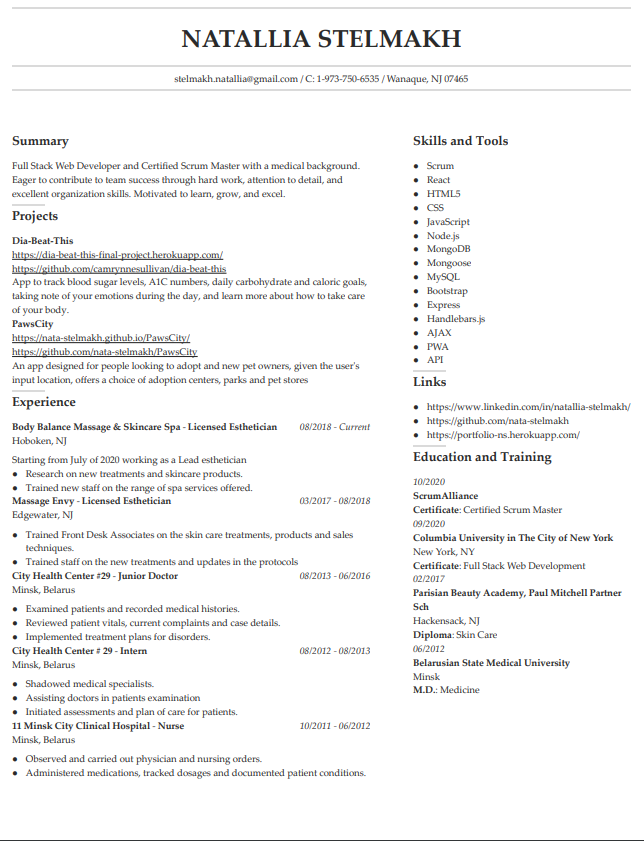 NATALLIA STELMAKH
stelmakh.natallia@gmail.com / C: 1-973-750-6535 / Wanaque, NJ 07465
Summary
Full Stack Web Developer and Certified Scrum Master with a medical background.
Eager to contribute to team success through hard work, attention to detail, and
excellent organization skills. Motivated to learn, grow, and excel.
Projects
Dia-Beat-This
https://dia-beat-this-final-project.herokuapp.com/
https://github.com/camrynnesullivan/dia-beat-this
App to track blood sugar levels, A1C numbers, daily carbohydrate and caloric goals,
taking note of your emotions during the day, and learn more about how to take care
of your body.
PawsCity
https://nata-stelmakh.github.io/PawsCity/
https://github.com/nata-stelmakh/PawsCity
An app designed for people looking to adopt and new pet owners, given the user's
input location, offers a choice of adoption centers, parks and pet stores
Experience
Body Balance Massage & Skincare Spa - Licensed Esthetician 08/2018 - Current
Hoboken, NJ
Starting from July of 2020 working as a Lead esthetician
● Research on new treatments and skincare products.
● Trained new staff on the range of spa services offered.
Massage Envy - Licensed Esthetician 03/2017 - 08/2018
Edgewater, NJ
● Trained Front Desk Associates on the skin care treatments, products and sales
techniques.
● Trained staff on the new treatments and updates in the protocols
City Health Center #29 - Junior Doctor 08/2013 - 06/2016
Minsk, Belarus
● Examined patients and recorded medical histories.
● Reviewed patient vitals, current complaints and case details.
● Implemented treatment plans for disorders.
City Health Center # 29 - Intern 08/2012 - 08/2013
Minsk, Belarus
● Shadowed medical specialists.
● Assisting doctors in patients examination
● Initiated assessments and plan of care for patients.
11 Minsk City Clinical Hospital - Nurse 10/2011 - 06/2012
Minsk, Belarus
● Observed and carried out physician and nursing orders.
● Administered medications, tracked dosages and documented patient conditions.
Skills and Tools
● Scrum
● React
● HTML5
● CSS
● JavaScript
● Node.js
● MongoDB
● Mongoose
● MySQL
● Bootstrap
● Express
● Handlebars.js
● AJAX
● PWA
● API
Links
● https://www.linkedin.com/in/natallia-stelmakh/
● https://github.com/nata-stelmakh
● https://portfolio-ns.herokuapp.com/
Education and Training
10/2020
ScrumAlliance
Certificate: Certified Scrum Master
09/2020
Columbia University in The City of New York
New York, NY
Certificate: Full Stack Web Development
02/2017
Parisian Beauty Academy, Paul Mitchell Partner
Sch
Hackensack, NJ
Diploma: Skin Care
06/2012
Belarusian State Medical University
Minsk
M.D.: Medicine